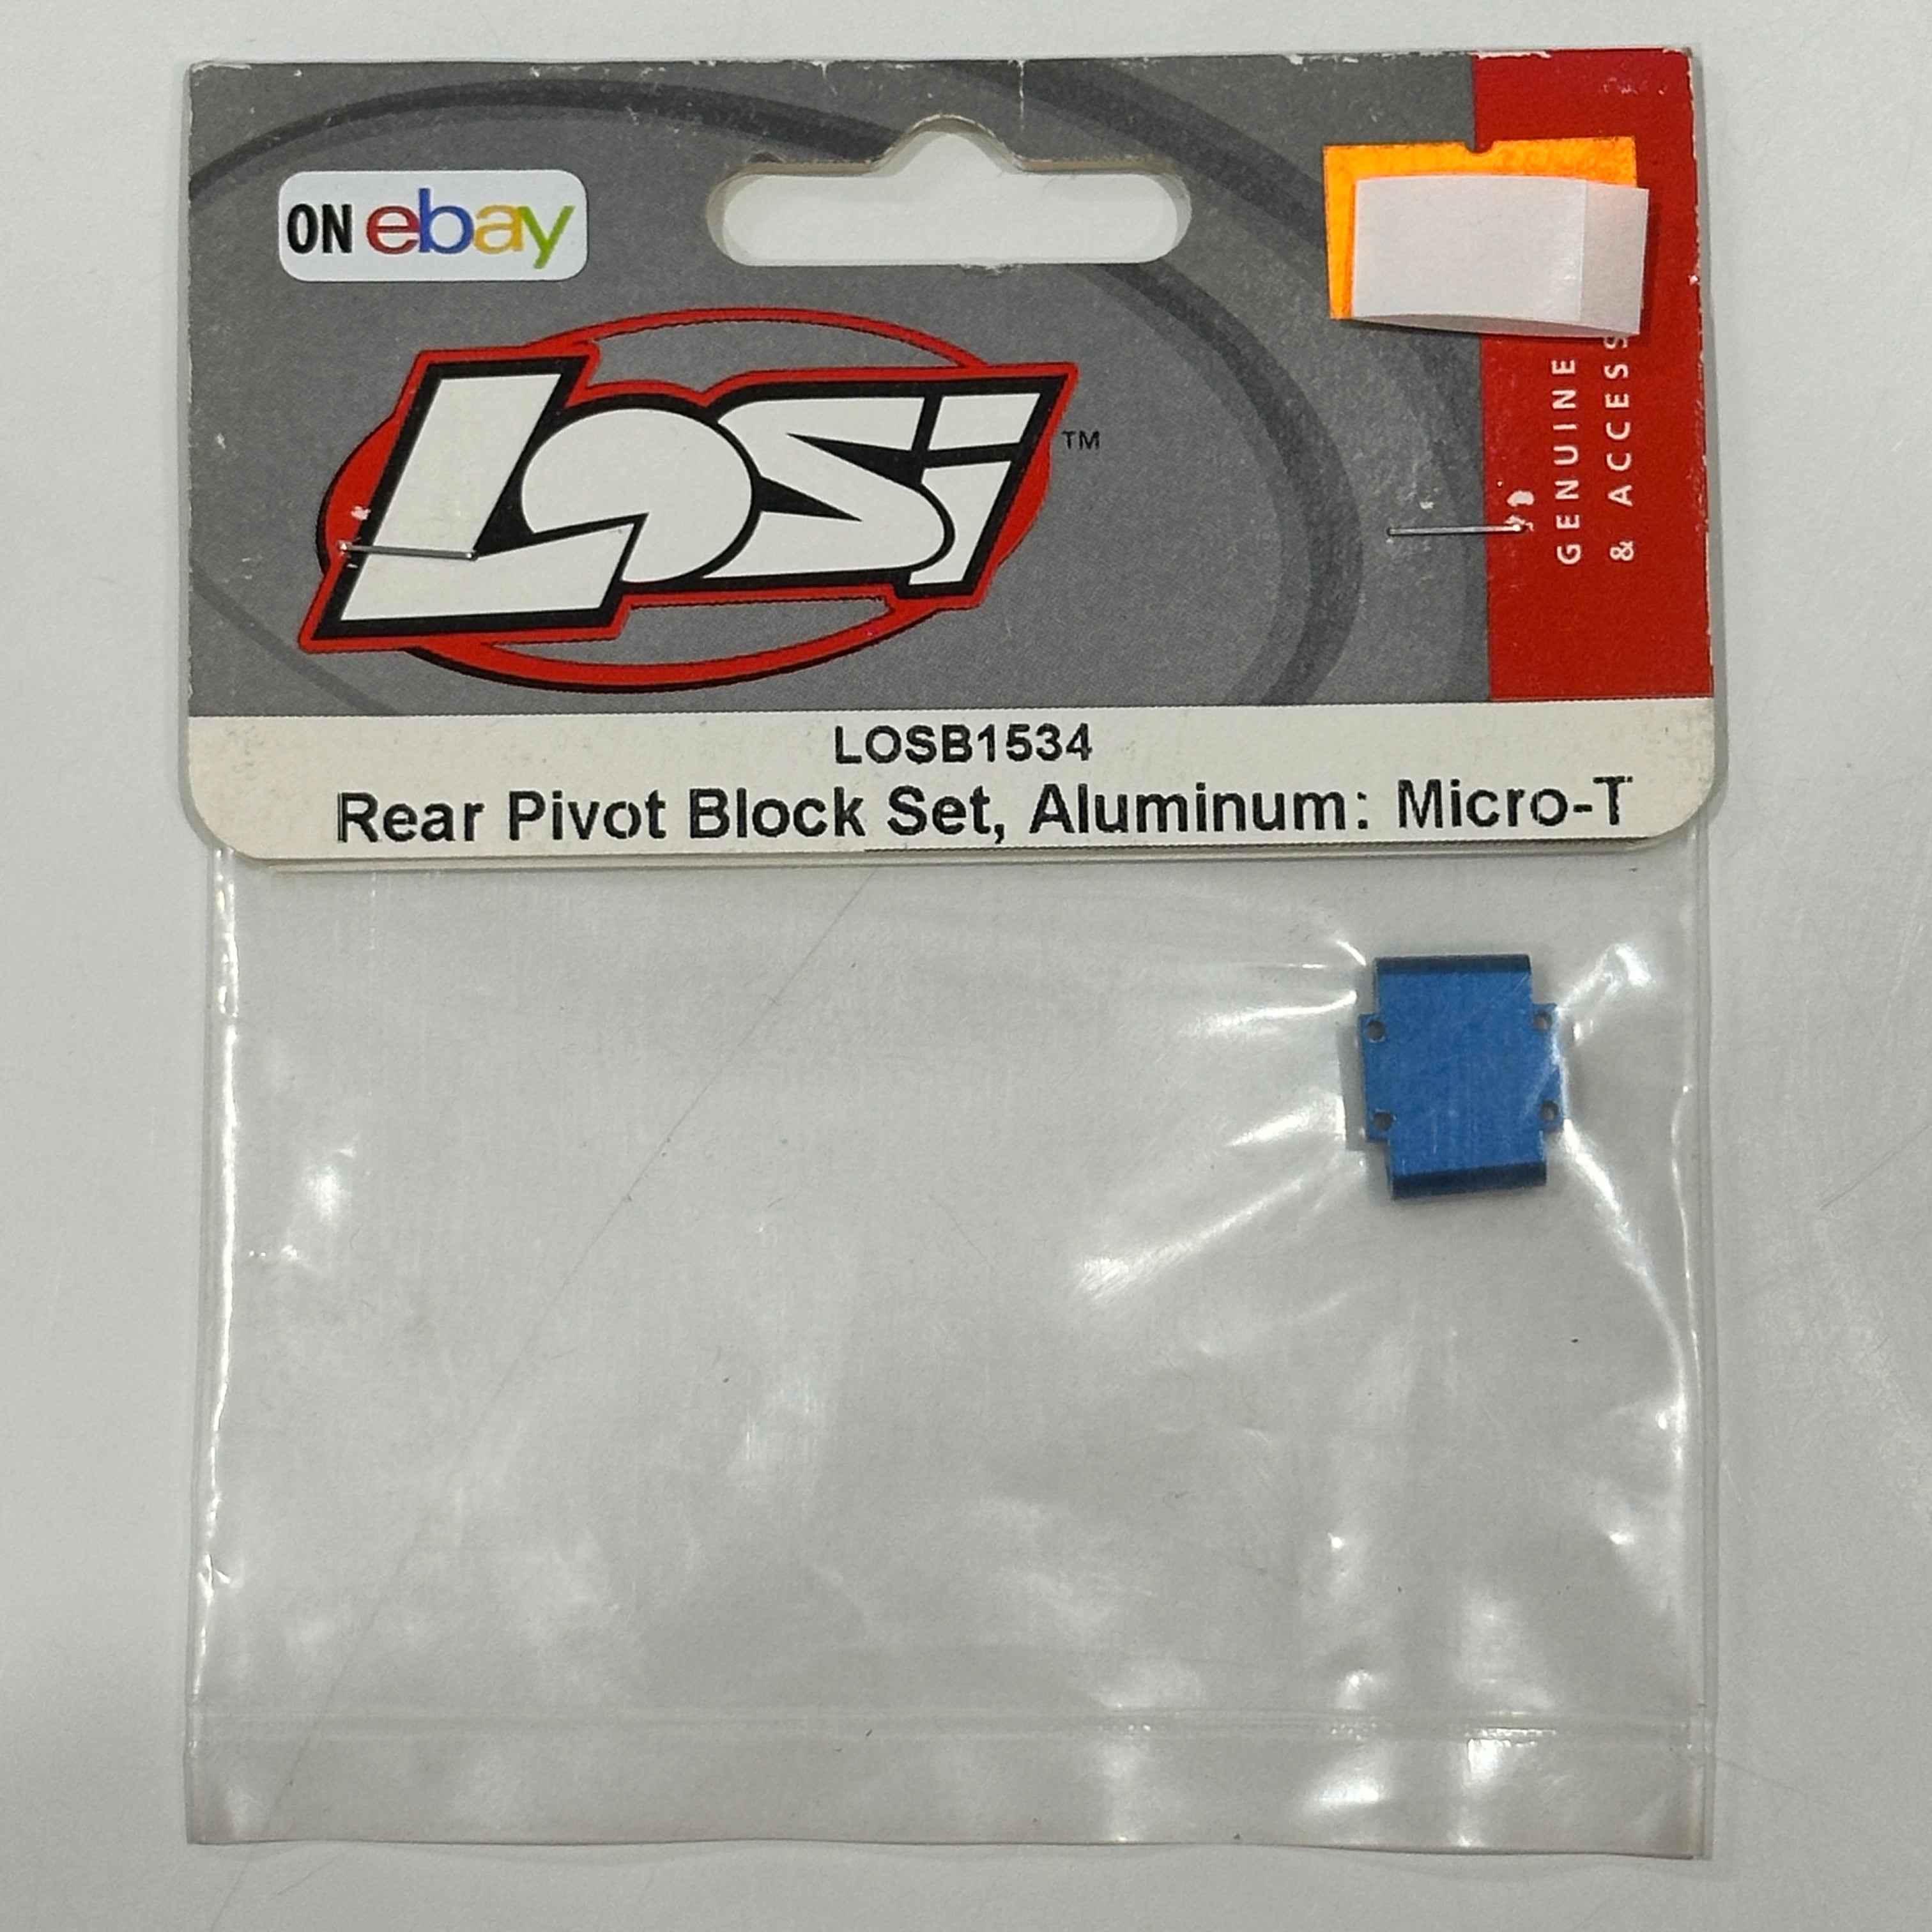 ON ebay
LOSI™
GENUINE
& ACCESS
LOSB1534
Rear Pivot Block Set, Aluminum: Micro-T